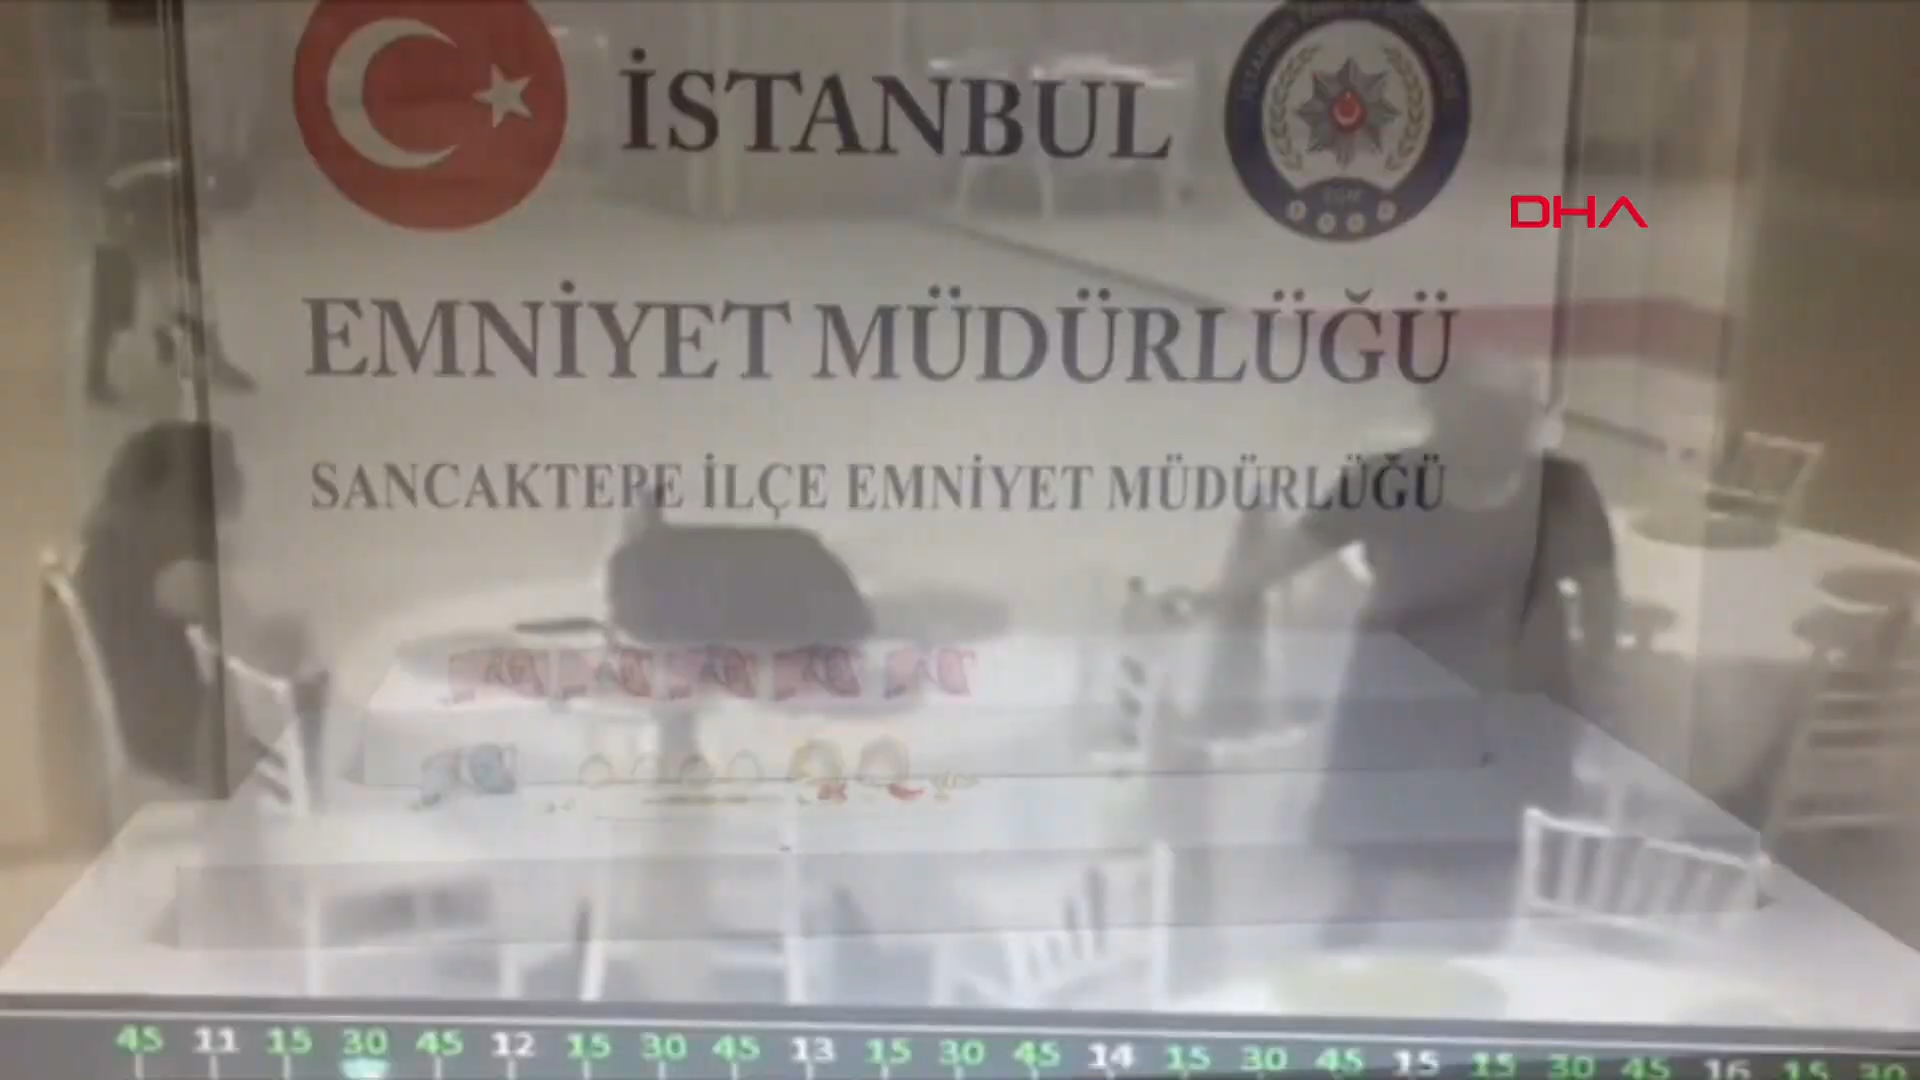 İSTANBUL
DHA
EMNİYET MÜDÜRLÜĞÜ
SANCAKTEPE İLÇE EMNİYET MÜDÜRLÜĞÜ
45 11 15 30 45 12 15 30 45 13 15 30 45 14 15 30 45 15 15 30 45 16 15 30